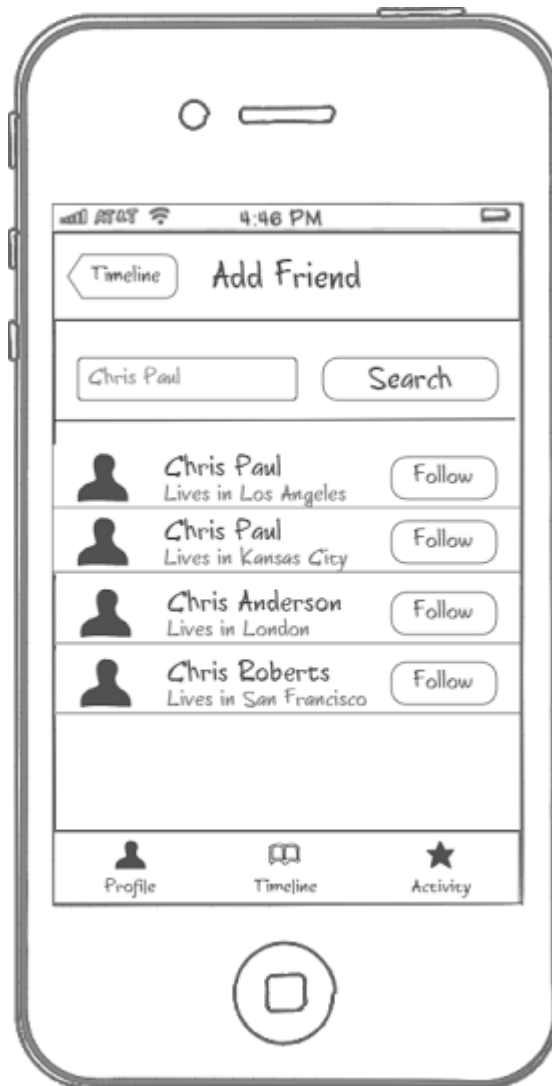 AT&T 4:46 PM
Timeline Add Friend
Chris Paul Search
Chris Paul
Lives in Los Angeles
Follow
Chris Paul
Lives in Kansas City
Follow
Chris Anderson
Lives in London
Follow
Chris Roberts
Lives in San Francisco
Follow
Profile Timeline Activity